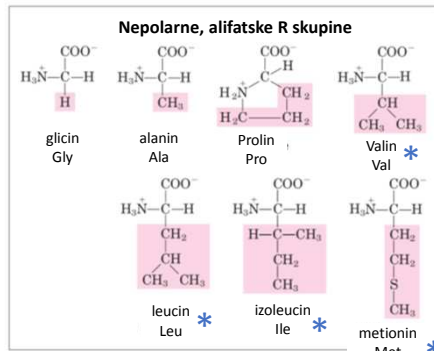 Nepolarne, alifatske R skupine
COO⁻
H₃N⁺—C—H
H
glicin
Gly
COO⁻
H₃N⁺—C—H
CH₃
alanin
Ala
COO⁻
H
C
H₂N⁺
CH₂
H₂C
CH₂
Prolin
Pro
COO⁻
H₃N⁺—C—H
CH
CH₃ CH₃
Valin *
Val
COO⁻
H₃N⁺—C—H
CH₂
CH
CH₃ CH₃
leucin
Leu *
COO⁻
H₃N⁺—C—H
H—C—CH₃
CH₂
CH₃
izoleucin
Ile *
COO⁻
H₃N⁺—C—H
CH₂
CH₂
S
CH₃
metionin
Met *